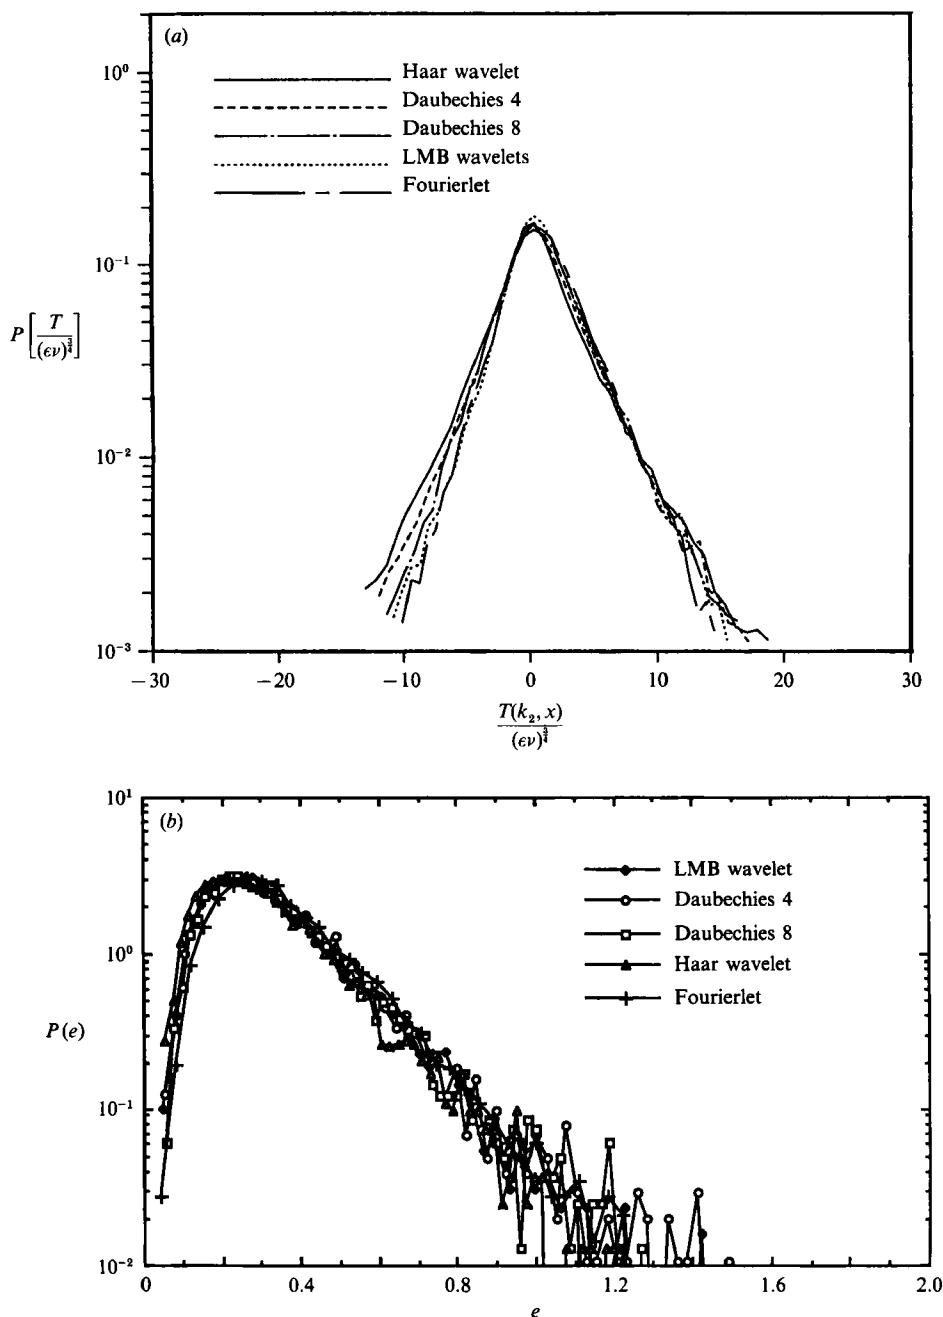 (a)
Haar wavelet
Daubechies 4
Daubechies 8
LMB wavelets
Fourierlet
10⁰
10⁻¹
10⁻²
10⁻³
P[T/(ϵν)^¾]
−30 −20 −10 0 10 20 30
T(k₂, x)/(ϵν)^¾
(b)
LMB wavelet
Daubechies 4
Daubechies 8
Haar wavelet
Fourierlet
10¹
10⁰
10⁻¹
10⁻²
P(e)
0 0.4 0.8 1.2 1.6 2.0
e